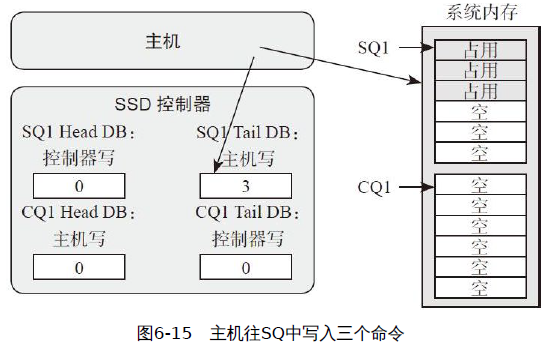 系统内存
主机
SQ1
占用
占用
占用
空
空
空
SSD 控制器
SQ1 Head DB:
控制器写
0
SQ1 Tail DB:
主机写
3
CQ1 Head DB:
主机写
0
CQ1 Tail DB:
控制器写
0
CQ1
空
空
空
空
空
空
图6-15 主机往SQ中写入三个命令